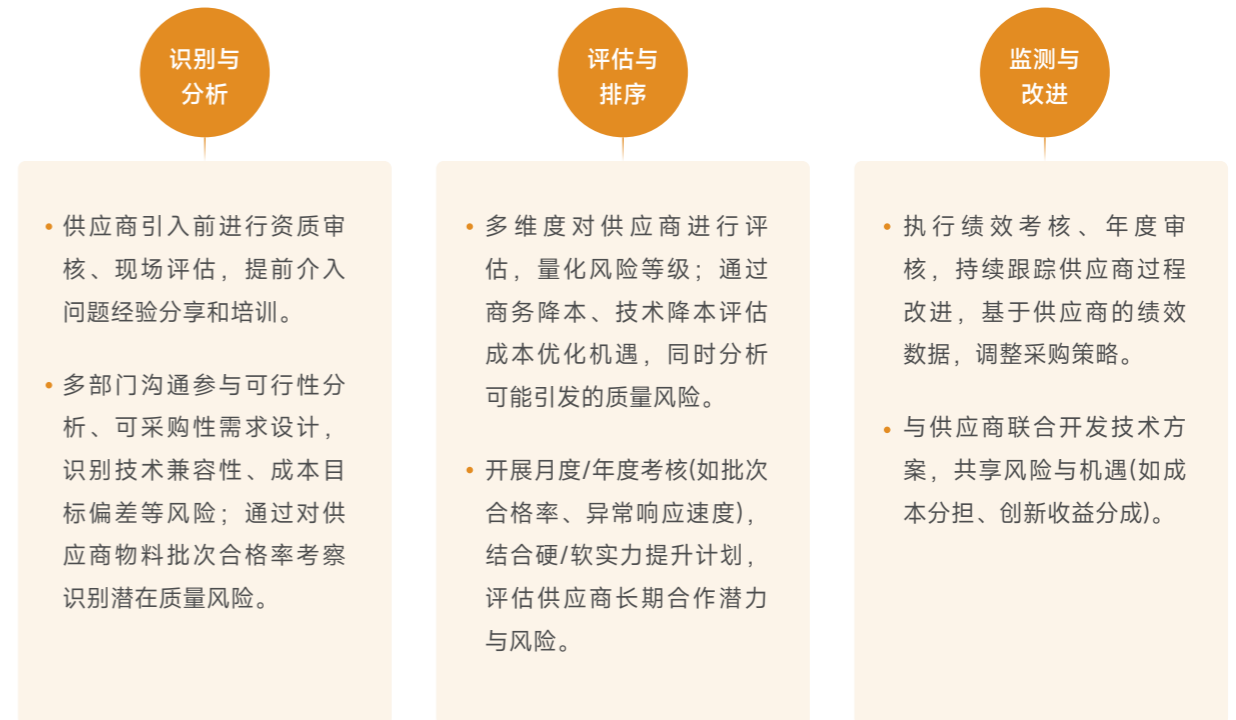 识别与
分析
供应商引入前进行资质审
核、现场评估，提前介入
问题经验分享和培训。
多部门沟通参与可行性分
析、可采购性需求设计，
识别技术兼容性、成本目
标偏差等风险；通过对供
应商物料批次合格率考察
识别潜在质量风险。
评估与
排序
多维度对供应商进行评
估，量化风险等级；通过
商务降本、技术降本评估
成本优化机遇，同时分析
可能引发的质量风险。
开展月度/年度考核(如批次
合格率、异常响应速度)，
结合硬/软实力提升计划，
评估供应商长期合作潜力
与风险。
监测与
改进
执行绩效考核、年度审
核，持续跟踪供应商过程
改进，基于供应商的绩效
数据，调整采购策略。
与供应商联合开发技术方
案，共享风险与机遇(如成
本分担、创新收益分成)。